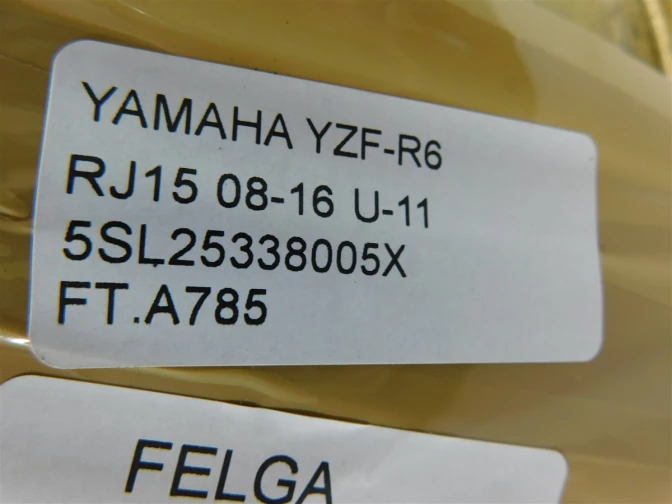 YAMAHA YZF-R6
RJ15 08-16 U-11
5SL25338005X
FT.A785
FELGA